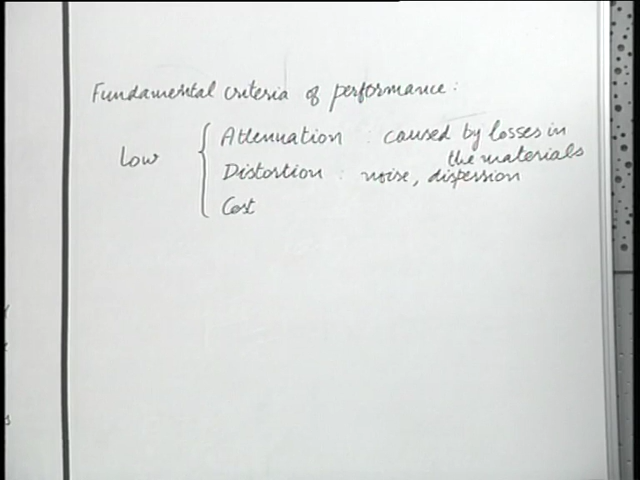 Fundamental criteria of performance :
Low { Attenuation : caused by losses in
the materials
Distortion : noise, dispersion
Cost